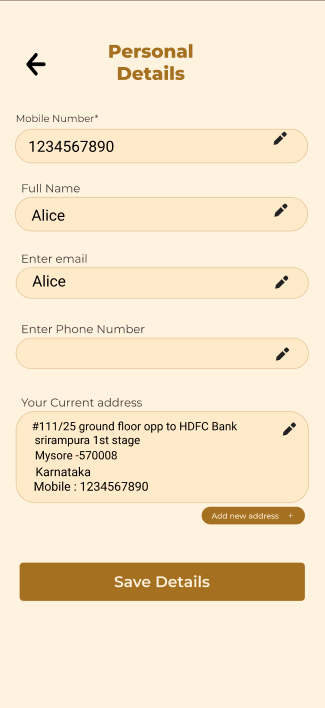 Personal
Details
Mobile Number*
1234567890
Full Name
Alice
Enter email
Alice
Enter Phone Number
Your Current address
#111/25 ground floor opp to HDFC Bank
srirampura 1st stage
Mysore -570008
Karnataka
Mobile : 1234567890
Add new address +
Save Details